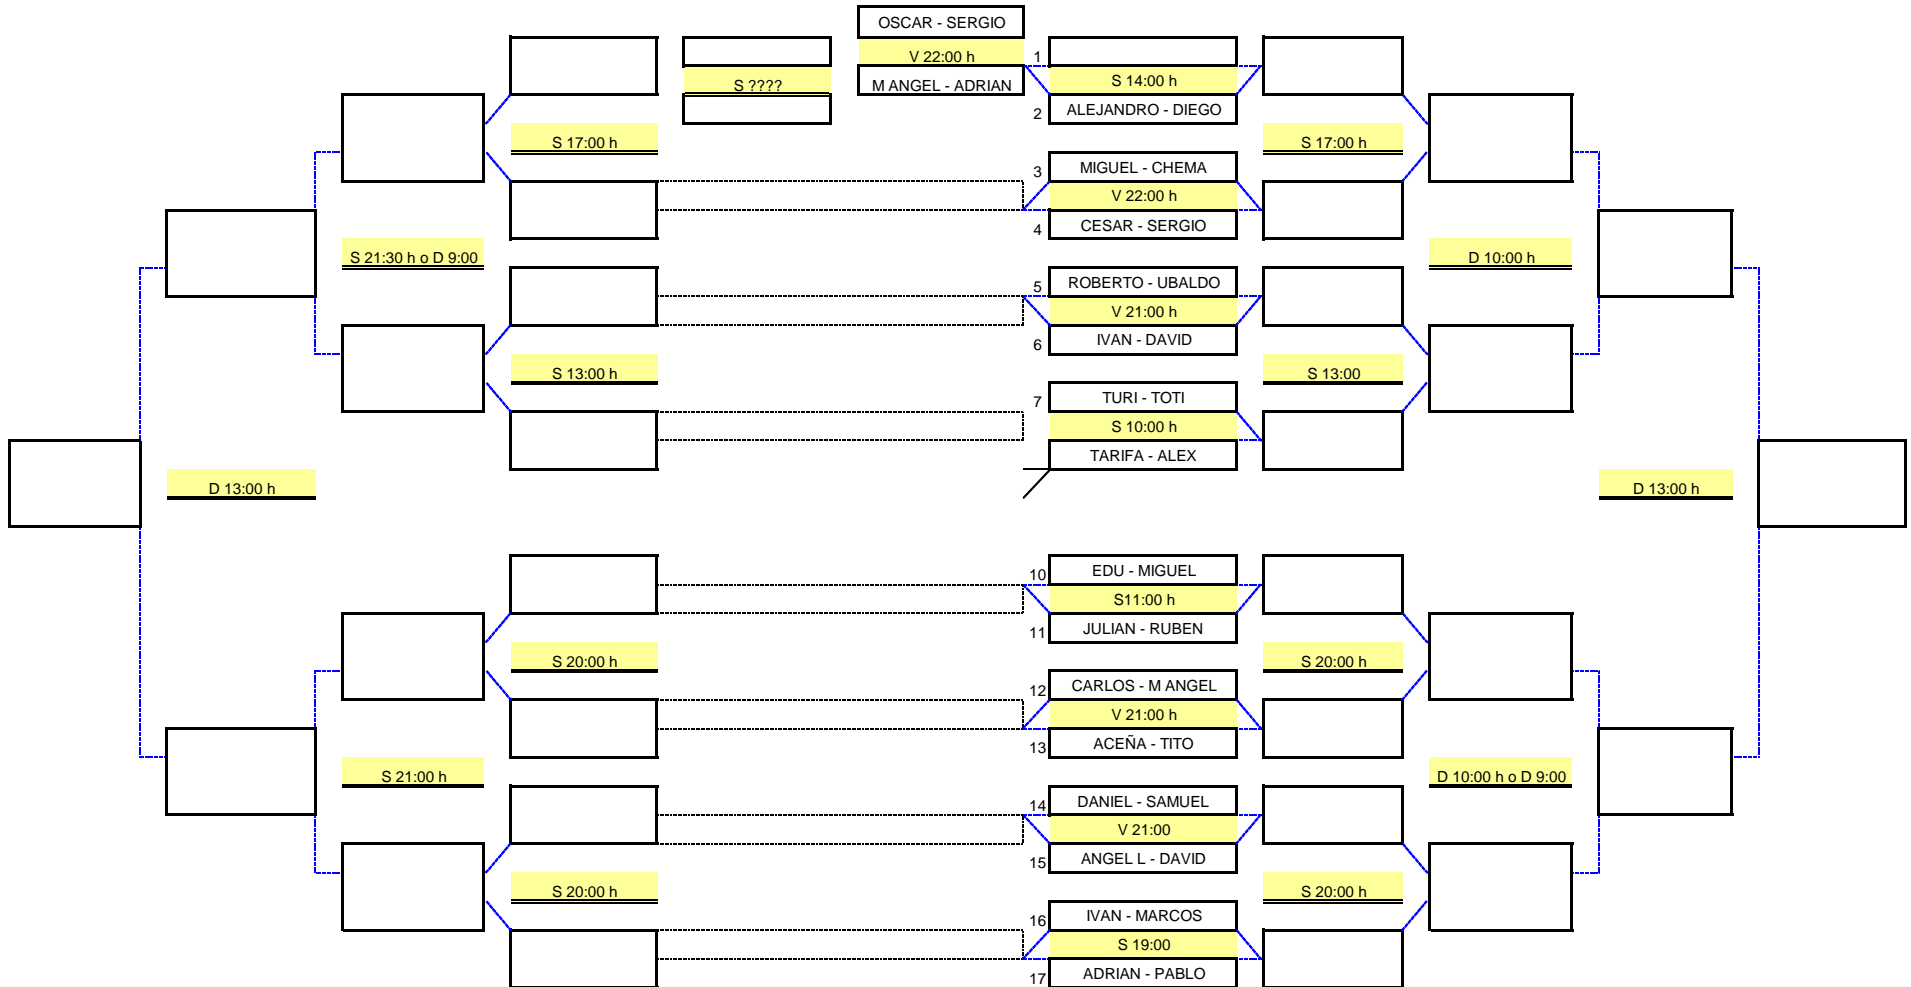 OSCAR - SERGIO
V 22:00 h
1
S ????
S 14:00 h
M ANGEL - ADRIAN
2
ALEJANDRO - DIEGO
S 17:00 h
S 17:00 h
3
MIGUEL - CHEMA
V 22:00 h
4
CESAR - SERGIO
S 21:30 h o D 9:00
D 10:00 h
5
ROBERTO - UBALDO
V 21:00 h
6
IVAN - DAVID
S 13:00 h
S 13:00
7
TURI - TOTI
S 10:00 h
TARIFA - ALEX
D 13:00 h
D 13:00 h
10
EDU - MIGUEL
S11:00 h
11
JULIAN - RUBEN
S 20:00 h
S 20:00 h
12
CARLOS - M ANGEL
V 21:00 h
13
ACEÑA - TITO
S 21:00 h
D 10:00 h o D 9:00
14
DANIEL - SAMUEL
V 21:00
15
ANGEL L - DAVID
S 20:00 h
S 20:00 h
16
IVAN - MARCOS
S 19:00
17
ADRIAN - PABLO